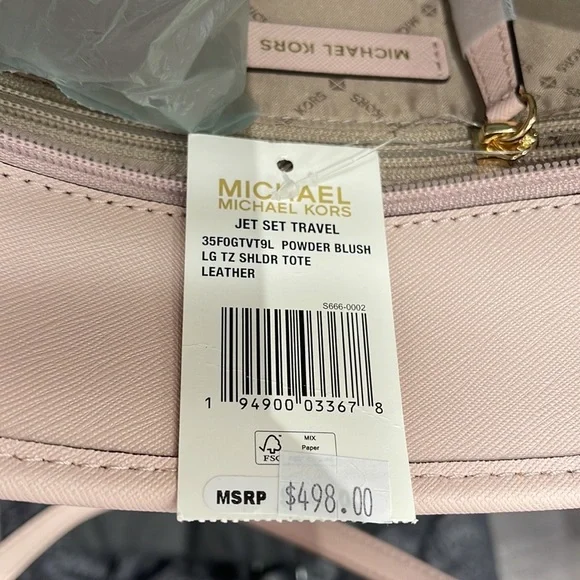 MICHAEL KORS
KORS
MICHAEL
MICHAEL KORS
JET SET TRAVEL
35F0GTVT9L POWDER BLUSH
LG TZ SHLDR TOTE
LEATHER
S666-0002
1 94900 03367 8
MIX
Paper
FSC
MSRP $498.00